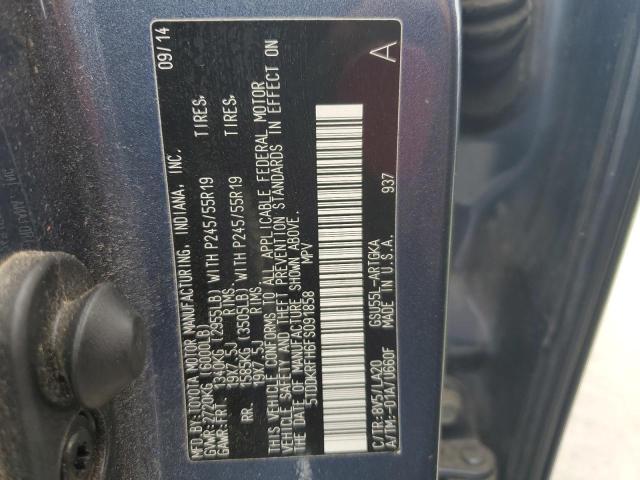 MFD.BY:TOYOTA MOTOR MANUFACTURING, INDIANA, INC. 09/14
GVWR:2720KG (6000LB)
GAWR:FRT. 1340KG (2955LB) WITH P245/55R19 TIRES,
19X7.5J RIMS.
RR. 1585KG (3505LB) WITH P245/55R19 TIRES,
19X7.5J RIMS.
THIS VEHICLE CONFORMS TO ALL APPLICABLE FEDERAL MOTOR
VEHICLE SAFETY AND THEFT PREVENTION STANDARDS IN EFFECT ON
THE DATE OF MANUFACTURE SHOWN ABOVE.
5TDDKRFH8FS091858 MPV
A
C/TR:8V5/LA20 GSU55L-ARTGKA 937
A/TM:-01A/U660F MADE IN U.S.A.